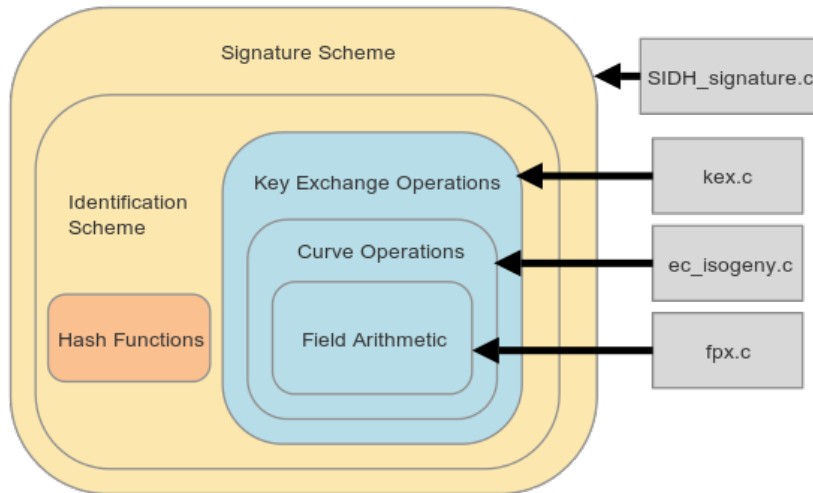 Signature Scheme
SIDH_signature.c
Key Exchange Operations
kex.c
Identification
Scheme
Curve Operations
ec_isogeny.c
Hash Functions
Field Arithmetic
fpx.c